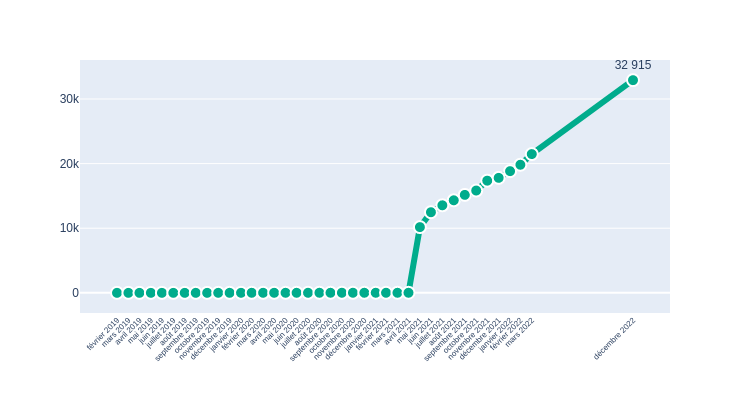 32 915
30k
20k
10k
0
février 2019
mars 2019
avril 2019
mai 2019
juin 2019
juillet 2019
août 2019
septembre 2019
octobre 2019
novembre 2019
décembre 2019
janvier 2020
février 2020
mars 2020
avril 2020
mai 2020
juin 2020
juillet 2020
août 2020
septembre 2020
octobre 2020
novembre 2020
décembre 2020
janvier 2021
février 2021
mars 2021
avril 2021
mai 2021
juin 2021
juillet 2021
août 2021
septembre 2021
octobre 2021
novembre 2021
décembre 2021
janvier 2022
février 2022
mars 2022
décembre 2022